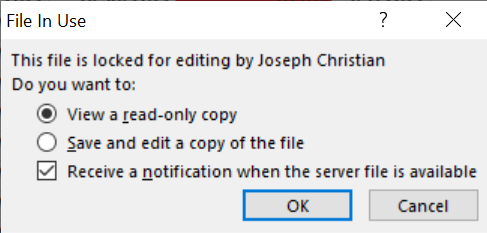 File In Use
?
This file is locked for editing by Joseph Christian
Do you want to:
View a read-only copy
Save and edit a copy of the file
Receive a notification when the server file is available
OK Cancel